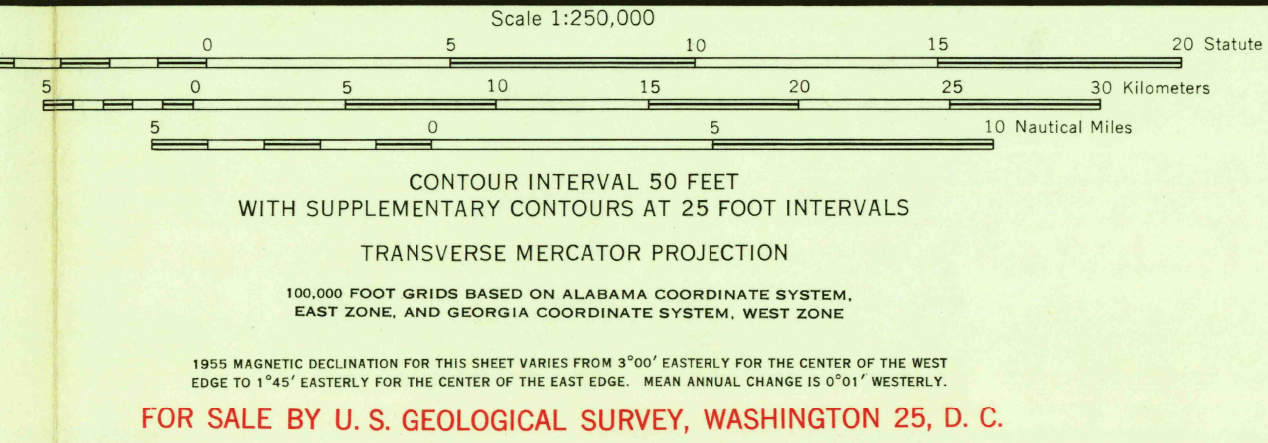 Scale 1:250,000
0 5 10 15 20 Statute
5 0 5 10 15 20 25 30 Kilometers
5 0 5 10 Nautical Miles
CONTOUR INTERVAL 50 FEET
WITH SUPPLEMENTARY CONTOURS AT 25 FOOT INTERVALS
TRANSVERSE MERCATOR PROJECTION
100,000 FOOT GRIDS BASED ON ALABAMA COORDINATE SYSTEM,
EAST ZONE, AND GEORGIA COORDINATE SYSTEM, WEST ZONE
1955 MAGNETIC DECLINATION FOR THIS SHEET VARIES FROM 3°00′ EASTERLY FOR THE CENTER OF THE WEST
EDGE TO 1°45′ EASTERLY FOR THE CENTER OF THE EAST EDGE. MEAN ANNUAL CHANGE IS 0°01′ WESTERLY.
FOR SALE BY U. S. GEOLOGICAL SURVEY, WASHINGTON 25, D. C.